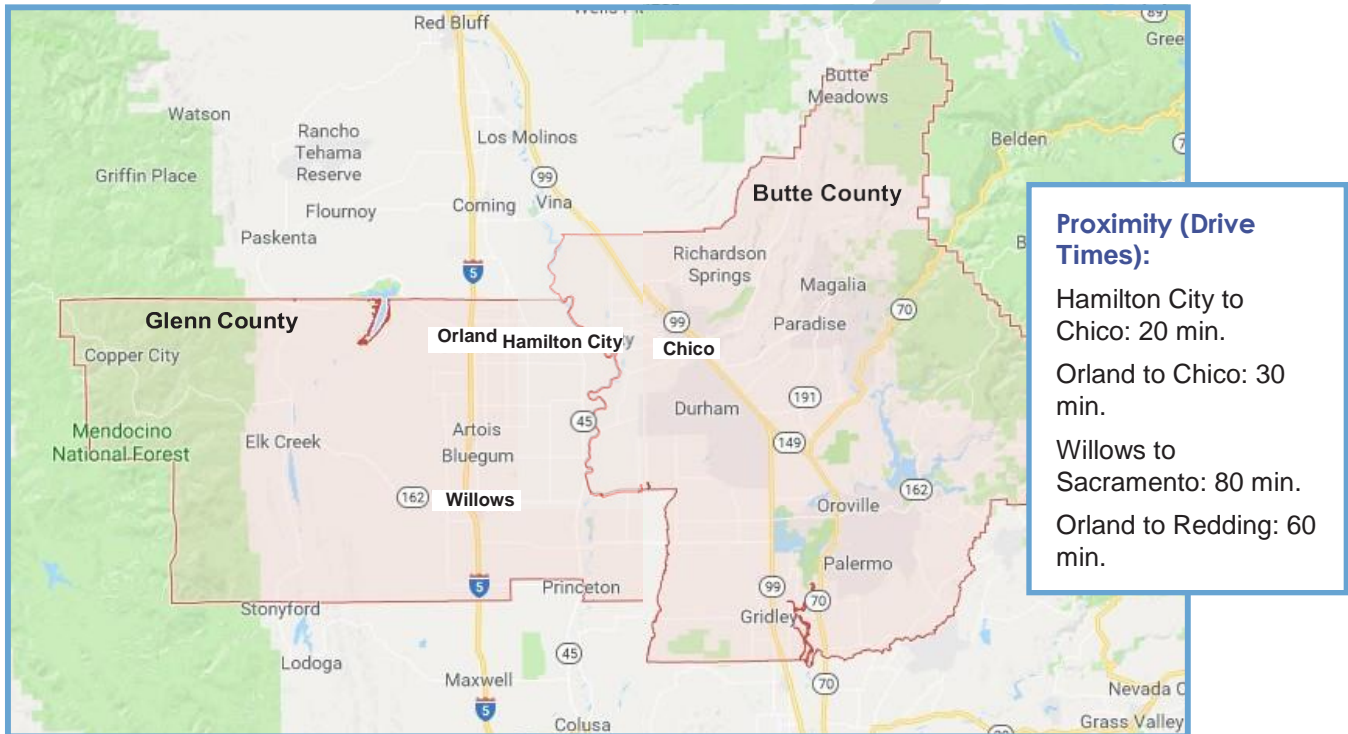 Red Bluff
89
Gree
Butte
Meadows
Watson
Rancho
Tehama
Reserve
Los Molinos
Belden
Griffin Place
99
Butte County
Flournoy
Corning
Vina
Paskenta
5
Richardson
Springs
Magalia
70
Glenn County
99
Paradise
Orland
Hamilton City
Chico
Copper City
191
Durham
45
Mendocino
National Forest
Elk Creek
Artois
Bluegum
149
162
Willows
162
Oroville
Palermo
5
Princeton
99
70
Stonyford
Gridley
Lodoga
45
Maxwell
70
Nevada C
5
Colusa
Grass Valley
Proximity (Drive
Times):
Hamilton City to
Chico: 20 min.
Orland to Chico: 30
min.
Willows to
Sacramento: 80 min.
Orland to Redding: 60
min.